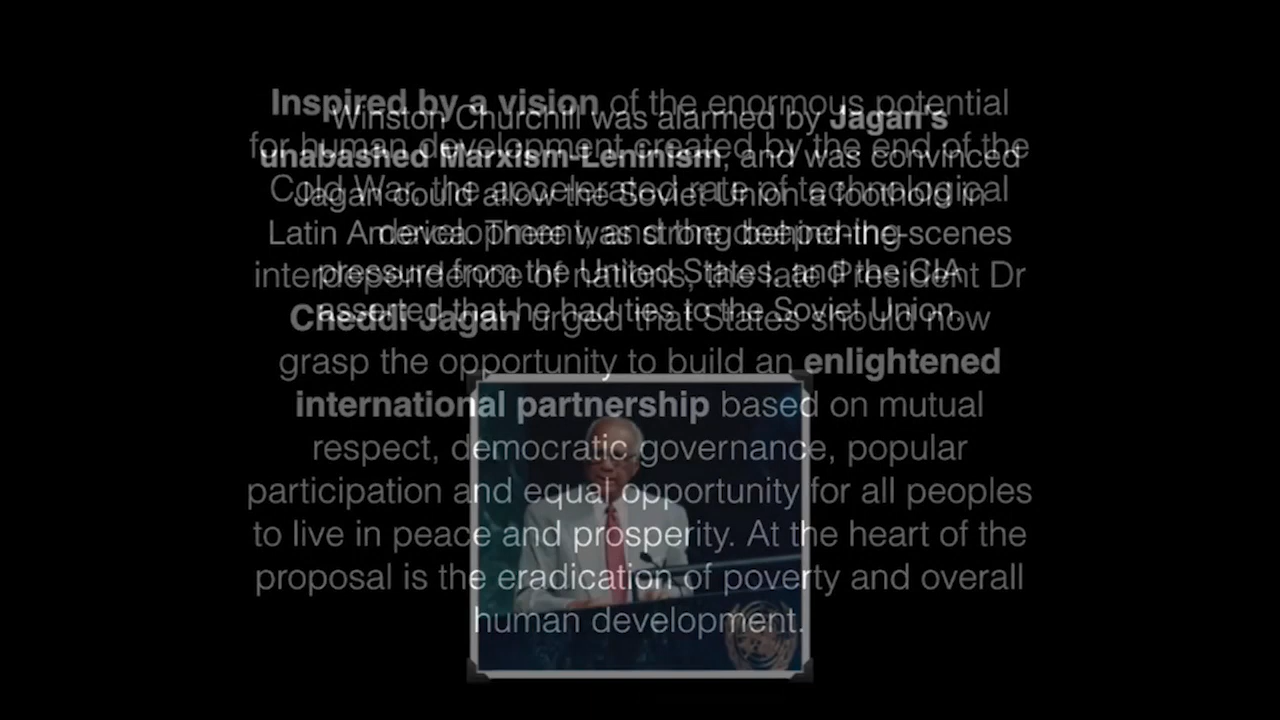 Inspired by a vision of the enormous potential
for human development created by the end of the
Cold War, the accelerated rate of technological
development, and the deepening
interdependence of nations, the late President Dr
Cheddi Jagan urged that States should now
grasp the opportunity to build an enlightened
international partnership based on mutual
respect, democratic governance, popular
participation and equal opportunity for all peoples
to live in peace and prosperity. At the heart of the
proposal is the eradication of poverty and overall
human development.
Winston Churchill was alarmed by Jagan's
unabashed Marxism-Leninism, and was convinced
Jagan could allow the Soviet Union a foothold in
Latin America. There was strong behind-the-scenes
pressure from the United States, and the CIA
asserted that he had ties to the Soviet Union.